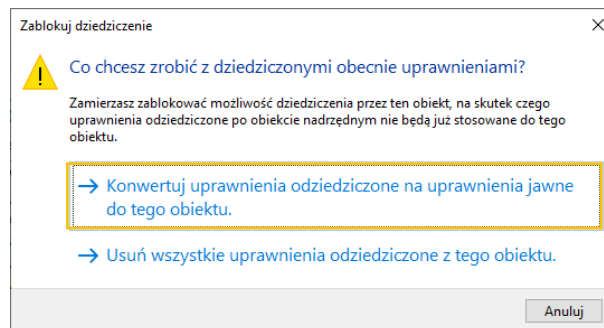 Zablokuj dziedziczenie
Co chcesz zrobić z dziedziczonymi obecnie uprawnieniami?
Zamierzasz zablokować możliwość dziedziczenia przez ten obiekt, na skutek czego
uprawnienia odziedziczone po obiekcie nadrzędnym nie będą już stosowane do tego
obiektu.
Konwertuj uprawnienia odziedziczone na uprawnienia jawne
do tego obiektu.
Usuń wszystkie uprawnienia odziedziczone z tego obiektu.
Anuluj